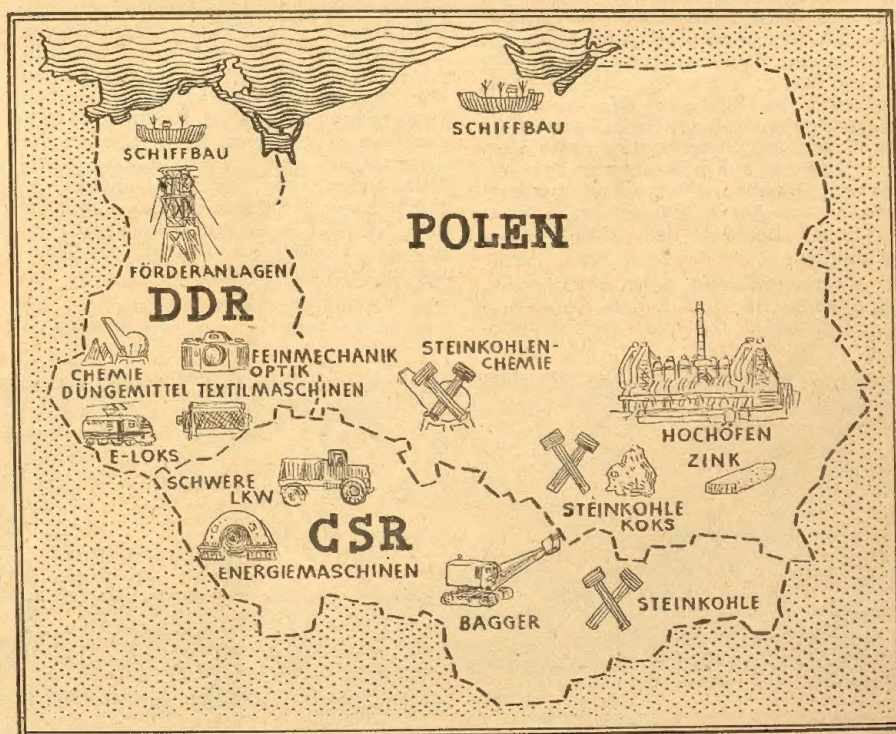 SCHIFFBAU
SCHIFFBAU
FÖRDERANLAGEN
POLEN
DDR
CHEMIE
DÜNGEMITTEL
FEINMECHANIK
OPTIK
TEXTILMASCHINEN
E-LOKS
STEINKOHLEN-
CHEMIE
HOCHÖFEN
ZINK
STEINKOHLE
KOKS
SCHWERE
LKW
CSR
ENERGIEMASCHINEN
BAGGER
STEINKOHLE